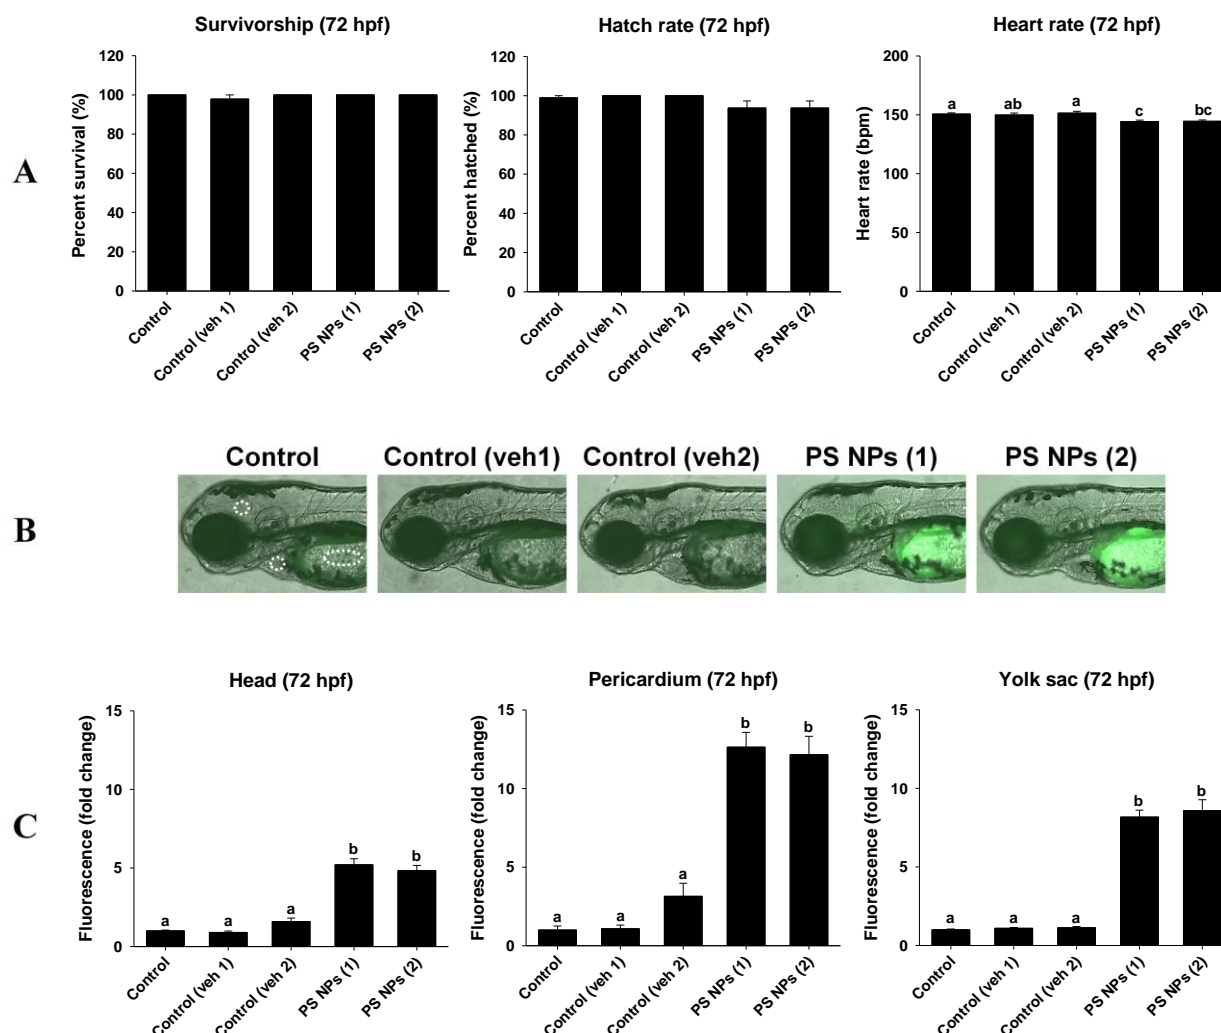 Survivorship (72 hpf)
Hatch rate (72 hpf)
Heart rate (72 hpf)
A
Percent survival (%)
120
100
80
60
40
20
0
Control
Control (veh 1)
Control (veh 2)
PS NPs (1)
PS NPs (2)
Percent hatched (%)
120
100
80
60
40
20
0
Control
Control (veh 1)
Control (veh 2)
PS NPs (1)
PS NPs (2)
Heart rate (bpm)
200
150
100
50
0
a
ab
a
c
bc
Control
Control (veh 1)
Control (veh 2)
PS NPs (1)
PS NPs (2)
B
Control
Control (veh1)
Control (veh2)
PS NPs (1)
PS NPs (2)
C
Head (72 hpf)
Fluorescence (fold change)
15
10
5
0
a
a
a
b
b
Control
Control (veh 1)
Control (veh 2)
PS NPs (1)
PS NPs (2)
Pericardium (72 hpf)
Fluorescence (fold change)
15
10
5
0
a
a
a
b
b
Control
Control (veh 1)
Control (veh 2)
PS NPs (1)
PS NPs (2)
Yolk sac (72 hpf)
Fluorescence (fold change)
15
10
5
0
a
a
a
b
b
Control
Control (veh 1)
Control (veh 2)
PS NPs (1)
PS NPs (2)